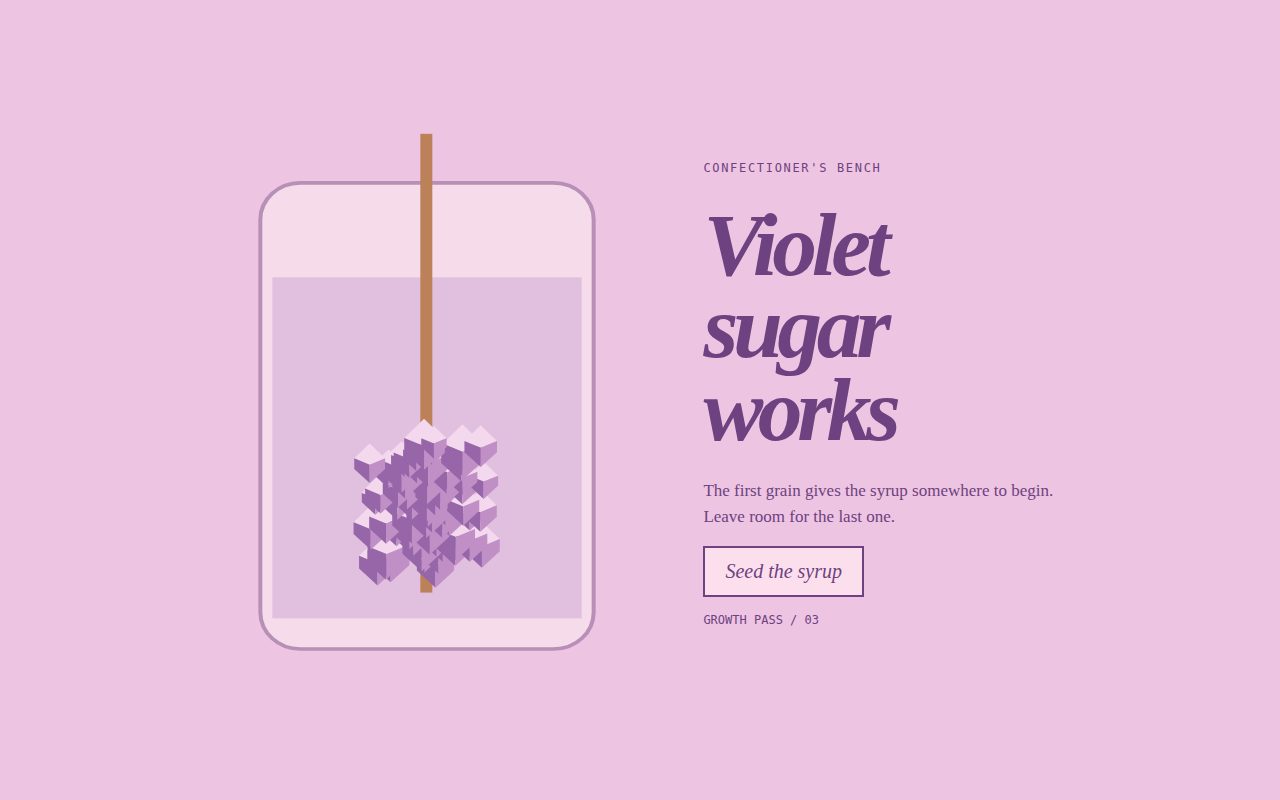 CONFECTIONER'S BENCH
Violet
sugar
works
The first grain gives the syrup somewhere to begin.
Leave room for the last one.
Seed the syrup
GROWTH PASS / 03